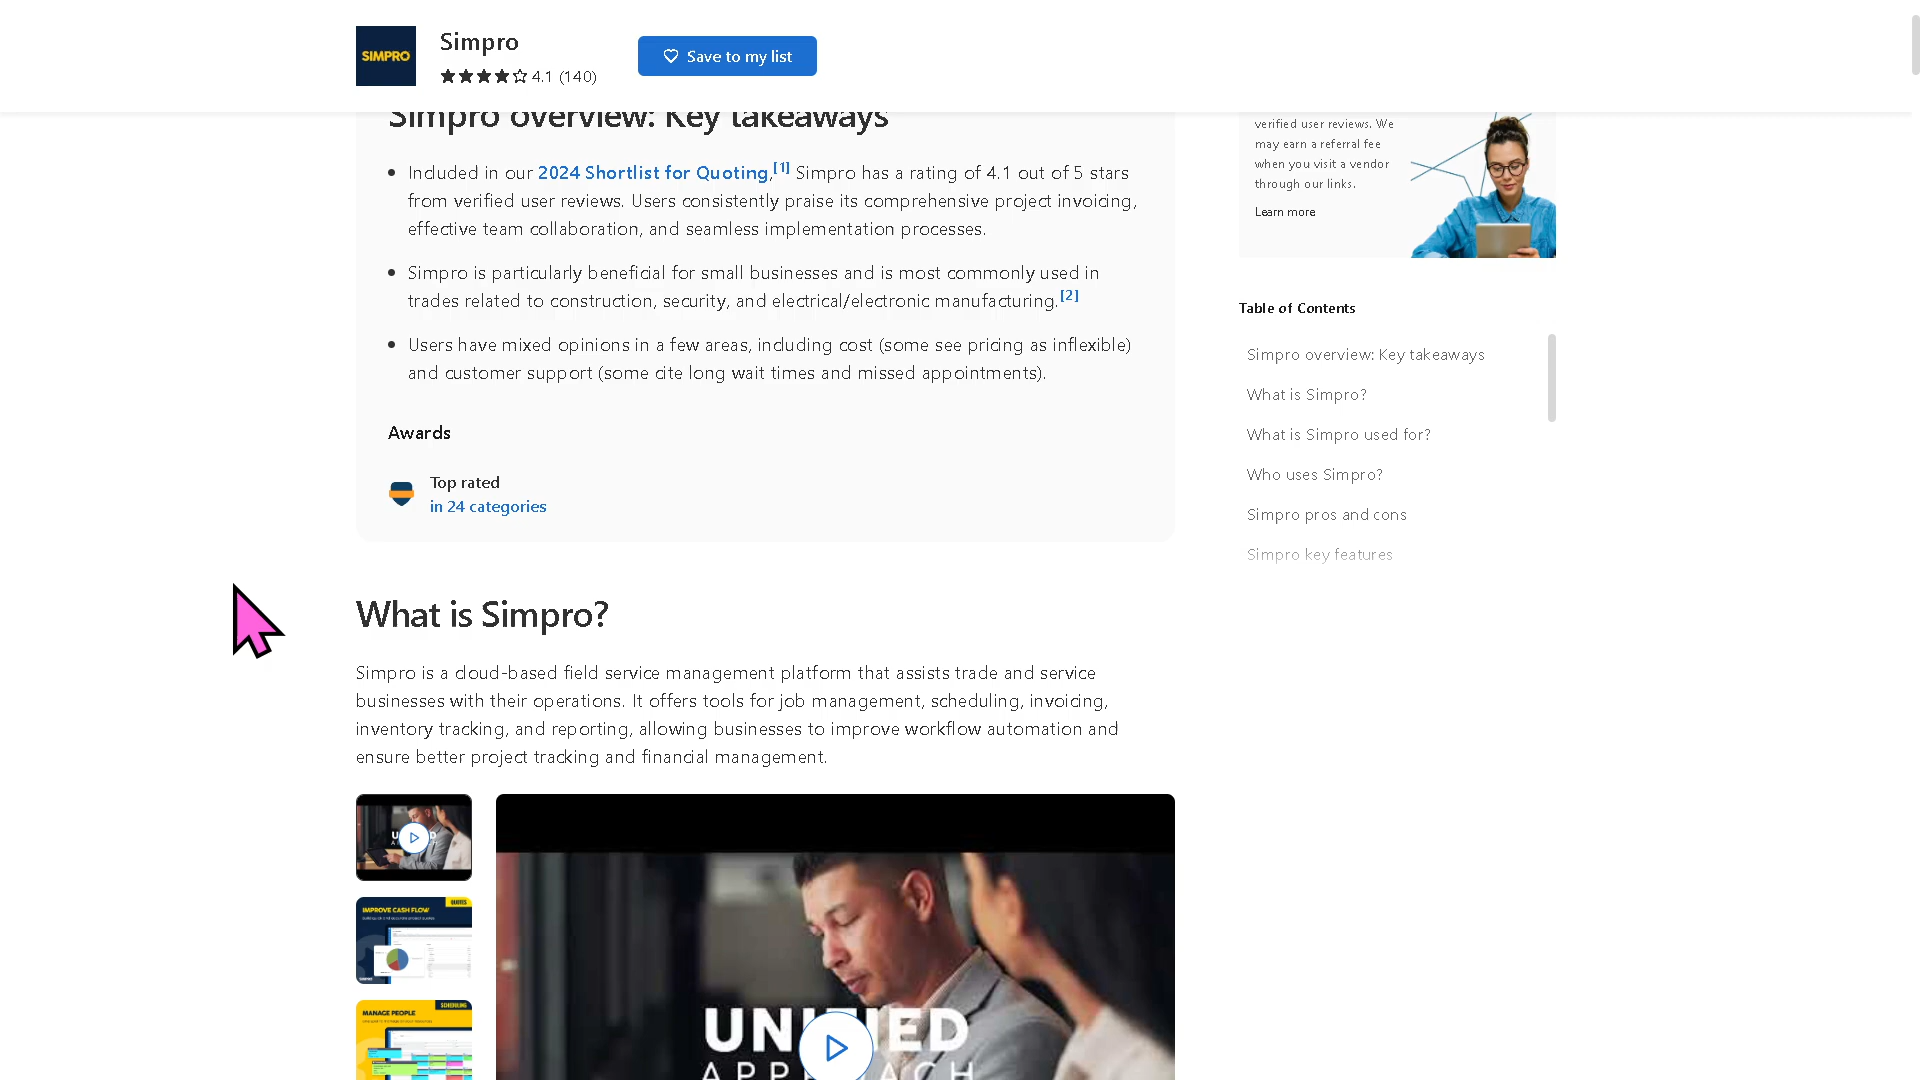 SIMPRO
Simpro
4.1 (140)
Save to my list
Simpro overview: Key takeaways
Included in our 2024 Shortlist for Quoting,[1] Simpro has a rating of 4.1 out of 5 stars
from verified user reviews. Users consistently praise its comprehensive project invoicing,
effective team collaboration, and seamless implementation processes.
Simpro is particularly beneficial for small businesses and is most commonly used in
trades related to construction, security, and electrical/electronic manufacturing.[2]
Users have mixed opinions in a few areas, including cost (some see pricing as inflexible)
and customer support (some cite long wait times and missed appointments).
Awards
Top rated
in 24 categories
verified user reviews. We
may earn a referral fee
when you visit a vendor
through our links.
Learn more
Table of Contents
Simpro overview: Key takeaways
What is Simpro?
What is Simpro used for?
Who uses Simpro?
Simpro pros and cons
Simpro key features
What is Simpro?
Simpro is a cloud-based field service management platform that assists trade and service
businesses with their operations. It offers tools for job management, scheduling, invoicing,
inventory tracking, and reporting, allowing businesses to improve workflow automation and
ensure better project tracking and financial management.
IMPROVE CASH FLOW
QUOTES
MANAGE PEOPLE
SCHEDULING
UNIFIED
APPROACH